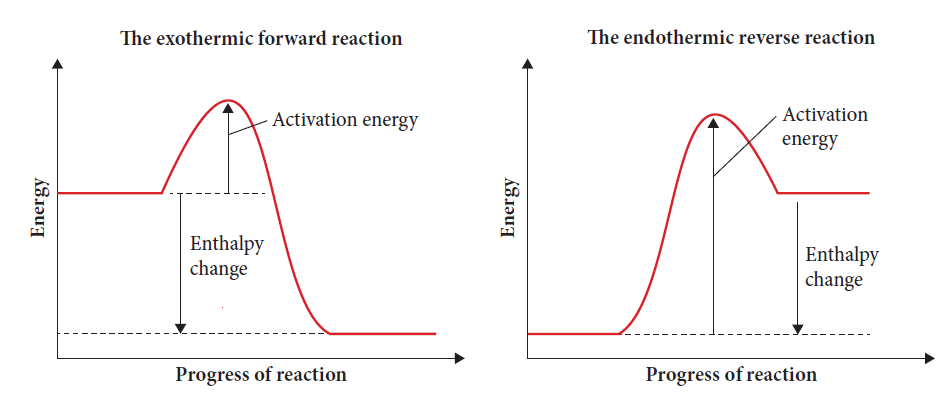 The exothermic forward reaction
Energy
Activation energy
Enthalpy
change
Progress of reaction
The endothermic reverse reaction
Energy
Activation
energy
Enthalpy
change
Progress of reaction